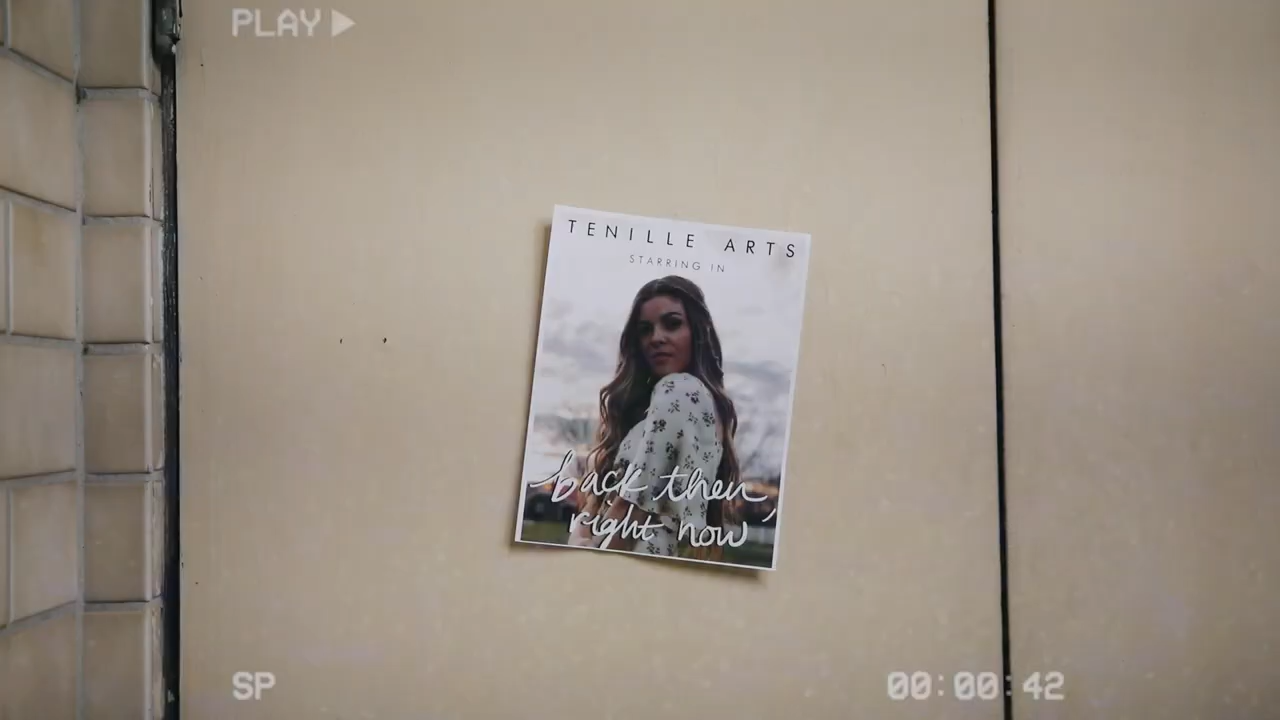 PLAY
TENILLE ARTS
STARRING IN
back then,
right now
SP
00:00:42